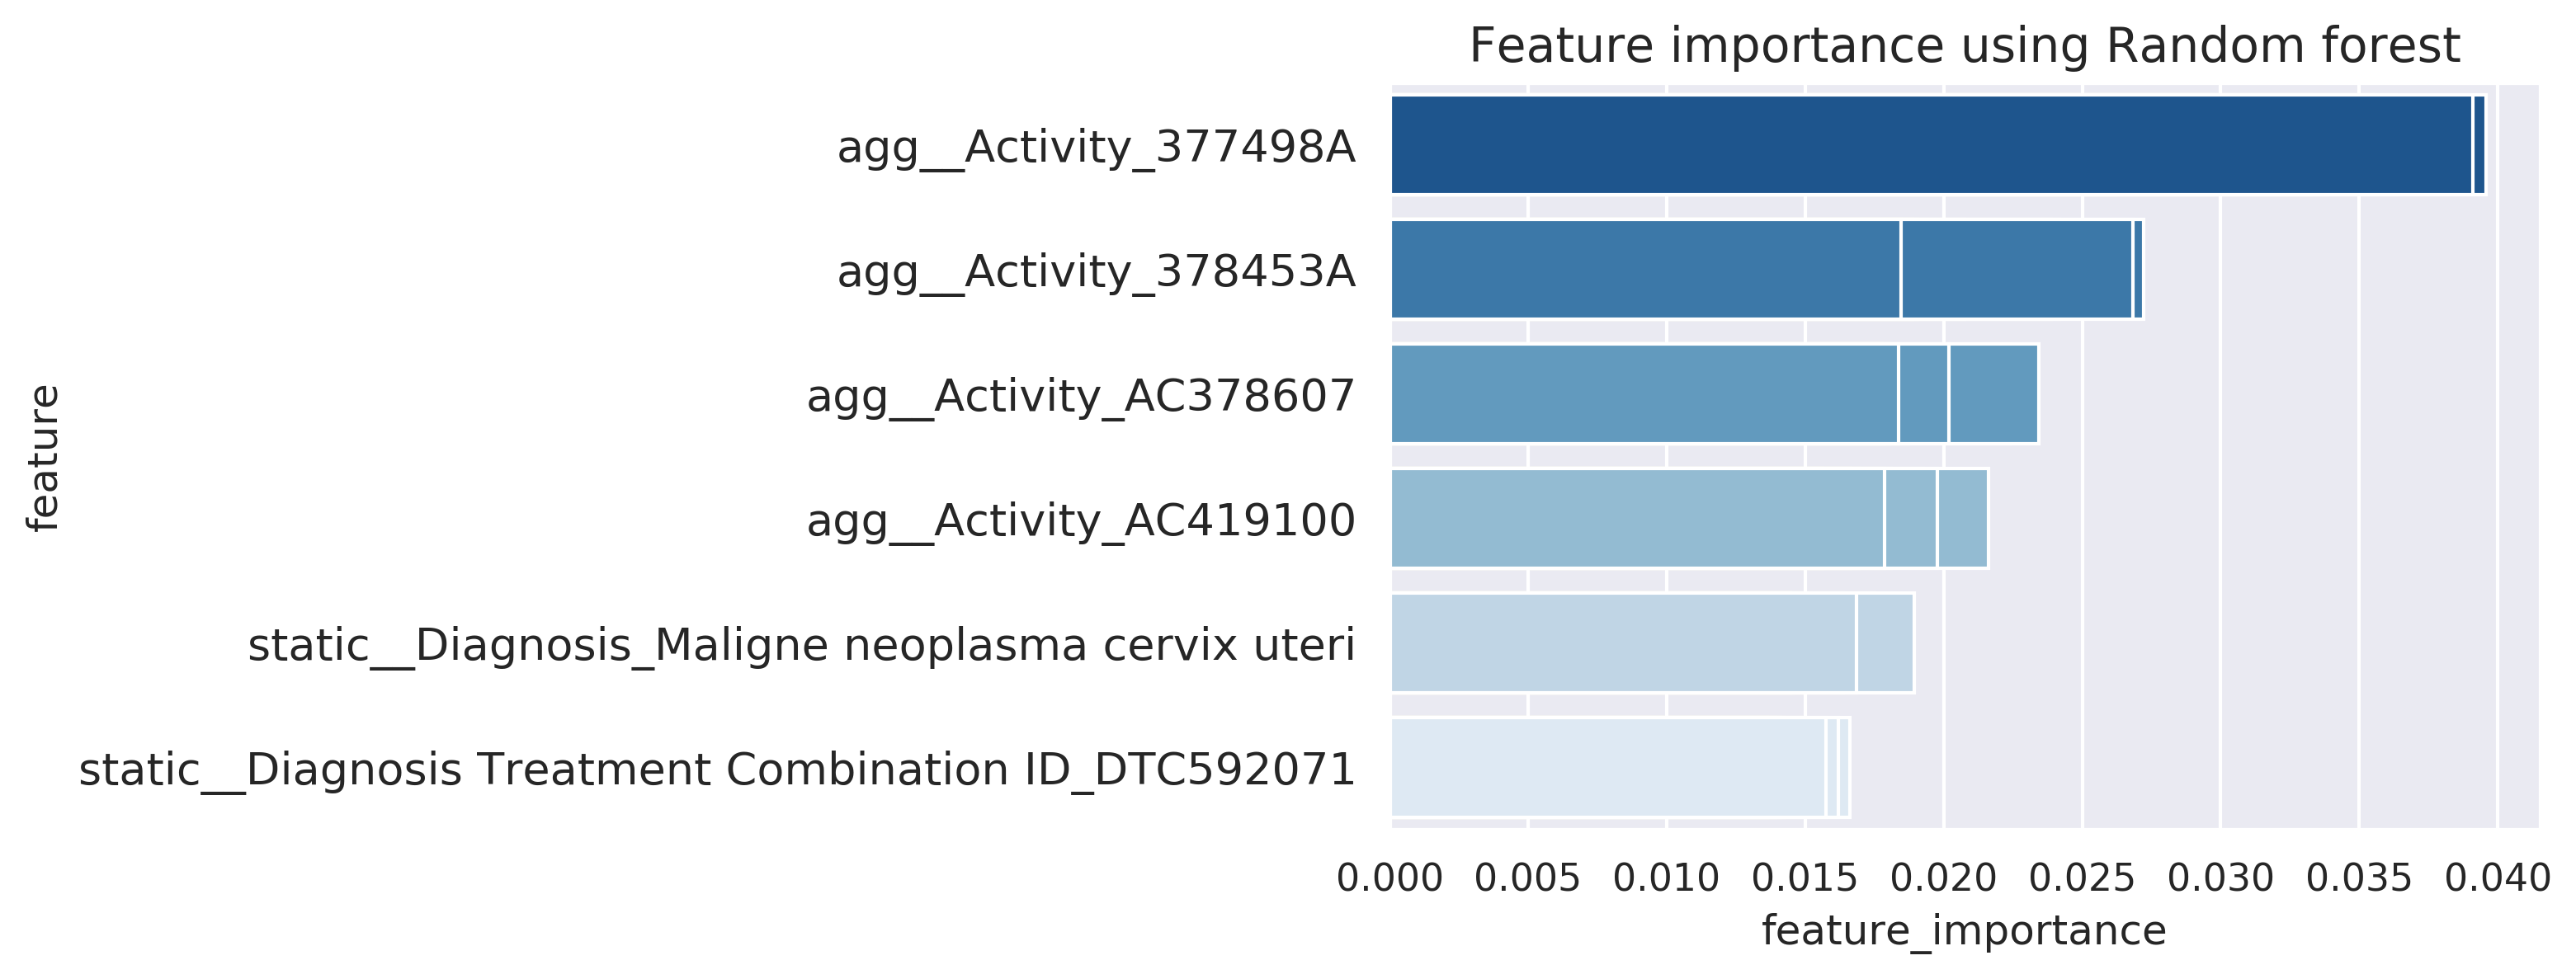 Feature importance using Random forest
feature
agg__Activity_377498A
agg__Activity_378453A
agg__Activity_AC378607
agg__Activity_AC419100
static__Diagnosis_Maligne neoplasma cervix uteri
static__Diagnosis Treatment Combination ID_DTC592071
0.000 0.005 0.010 0.015 0.020 0.025 0.030 0.035 0.040
feature_importance